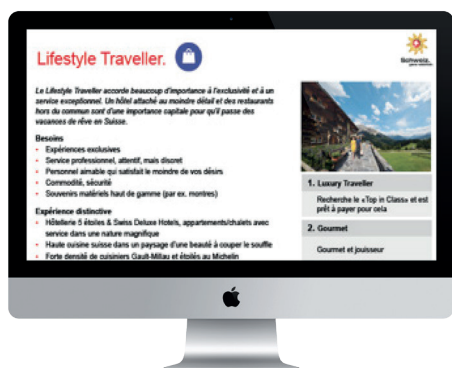 Lifestyle Traveller.
Schweiz.
Le Lifestyle Traveller accorde beaucoup d'importance à l'exclusivité et à un
service exceptionnel. Un hôtel attaché au moindre détail et des restaurants
hors du commun sont d'une importance capitale pour qu'il passe des
vacances de rêve en Suisse.
Besoins
• Expériences exclusives
• Service professionnel, attentif, mais discret
• Personnel aimable qui satisfait le moindre de vos désirs
• Commodité, sécurité
• Souvenirs matériels haut de gamme (par ex. montres)
Expérience distinctive
• Hôtellerie 5 étoiles & Swiss Deluxe Hotels, appartements/chalets avec
service dans une nature magnifique
• Haute cuisine suisse dans un paysage d'une beauté à couper le souffle
• Forte densité de cuisiniers Gault-Millau et étoilés au Michelin
1. Luxury Traveller
Recherche le «Top in Class» et est
prêt à payer pour cela
2. Gourmet
Gourmet et jouisseur